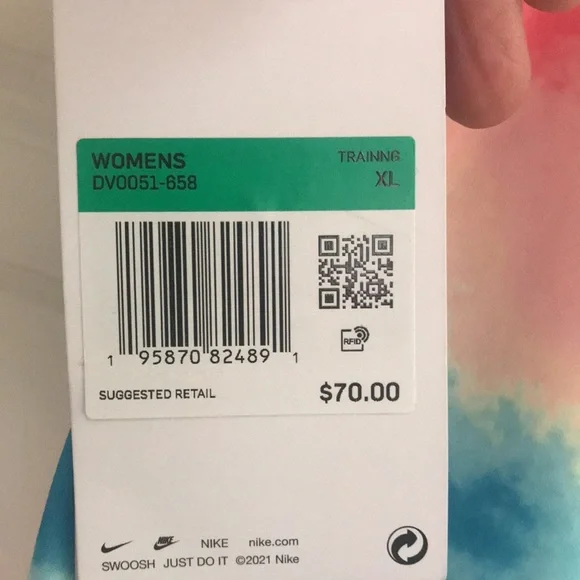 WOMENS
DV0051-658
TRAINNG
XL
1 95870 82489 1
RFID
SUGGESTED RETAIL
$70.00
NIKE
NIKE nike.com
SWOOSH JUST DO IT ©2021 Nike